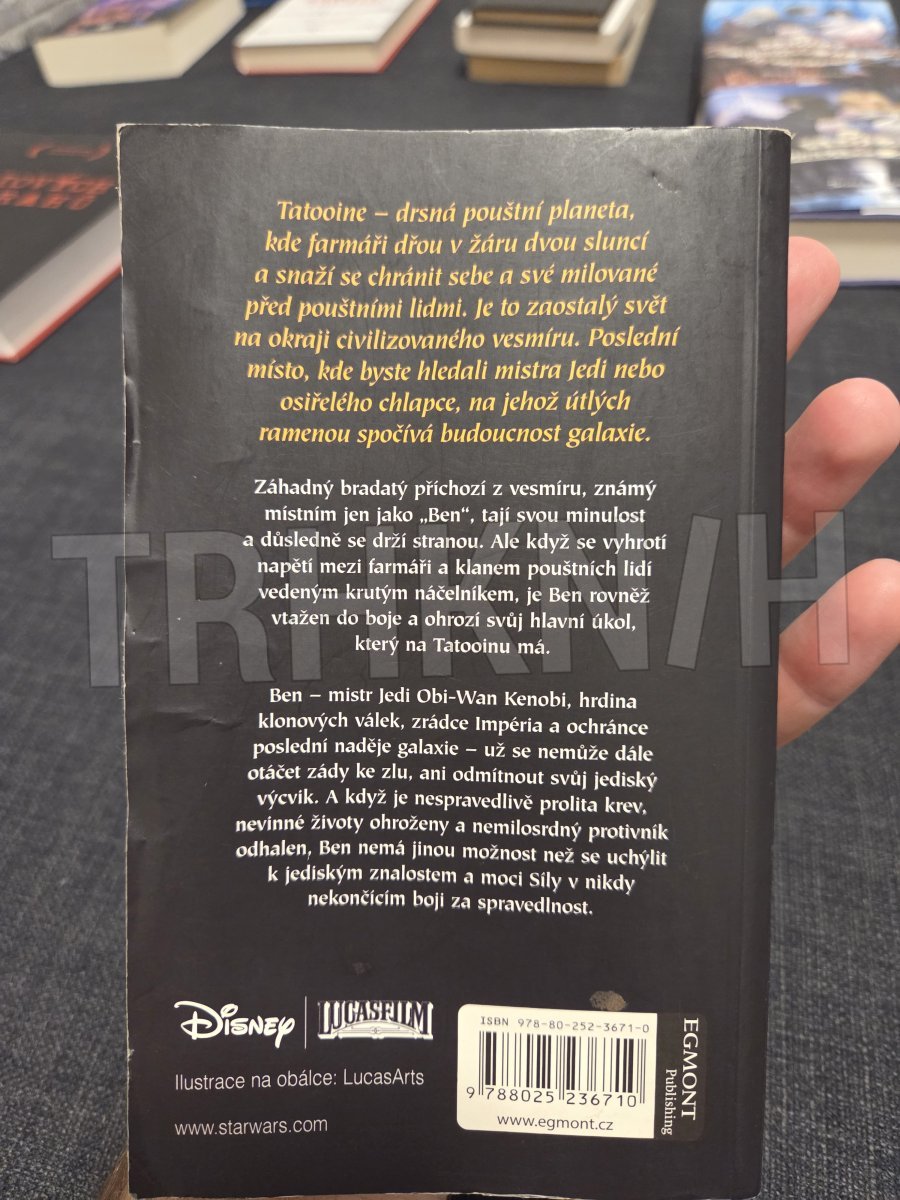 Tatooine – drsná pouštní planeta,
kde farmáři dřou v žáru dvou sluncí
a snaží se chránit sebe a své milované
před pouštními lidmi. Je to zaostalý svět
na okraji civilizovaného vesmíru. Poslední
místo, kde byste hledali mistra Jedi nebo
osiřelého chlapce, na jehož útlých
ramenou spočívá budoucnost galaxie.
Záhadný bradatý příchozí z vesmíru, známý
místním jen jako „Ben“, tají svou minulost
a důsledně se drží stranou. Ale když se vyhrotí
napětí mezi farmáři a klanem pouštních lidí
vedeným krutým náčelníkem, je Ben rovněž
vtažen do boje a ohrozí svůj hlavní úkol,
který na Tatooinu má.
Ben – mistr Jedi Obi-Wan Kenobi, hrdina
klonových válek, zrádce Impéria a ochránce
poslední naděje galaxie – už se nemůže dále
otáčet zády ke zlu, ani odmítnout svůj jediský
výcvik. A když je nespravedlivě prolita krev,
nevinné životy ohroženy a nemilosrdný protivník
odhalen, Ben nemá jinou možnost než se uchýlit
k jediským znalostem a moci Síly v nikdy
nekončícím boji za spravedlnost.
Disney LUCASFILM
Ilustrace na obálce: LucasArts
www.starwars.com
ISBN 978-80-252-3671-0
9 788025 236710
www.egmont.cz
EGMONT
Publishing